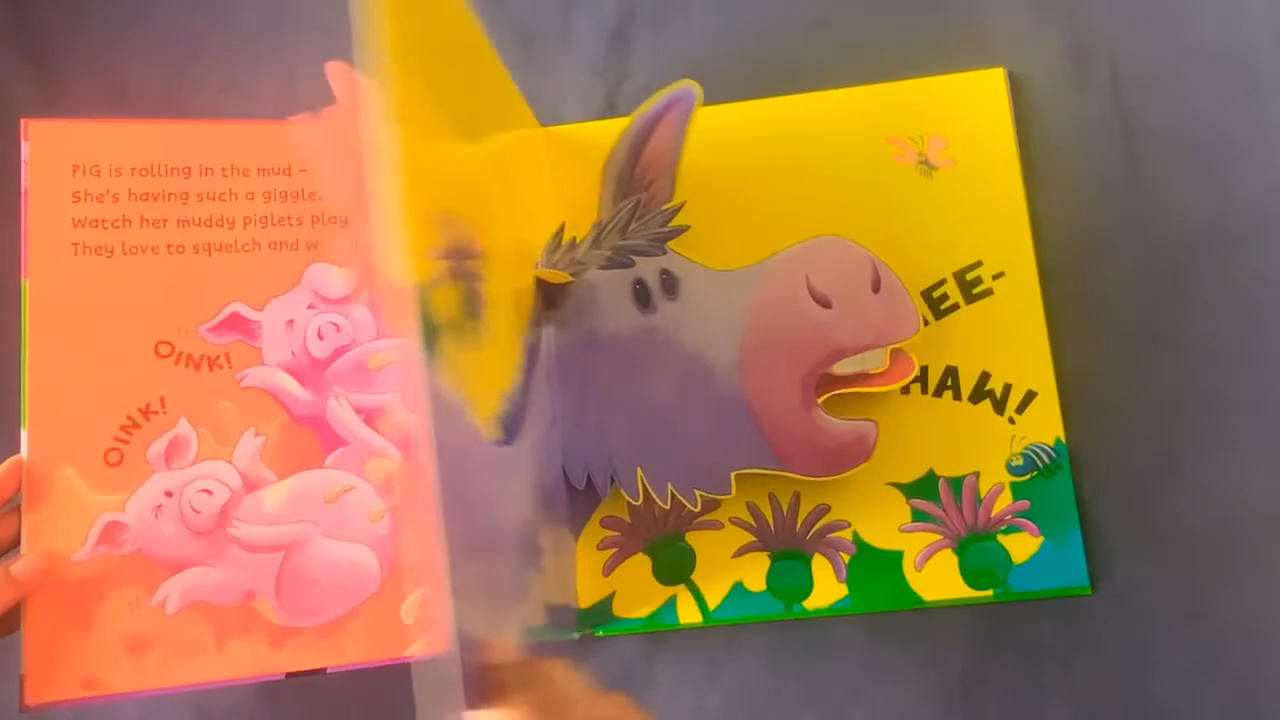 PIG is rolling in the mud –
She's having such a giggle.
Watch her muddy piglets play
They love to squelch and
OINK!
OINK!
EE-
HAW!